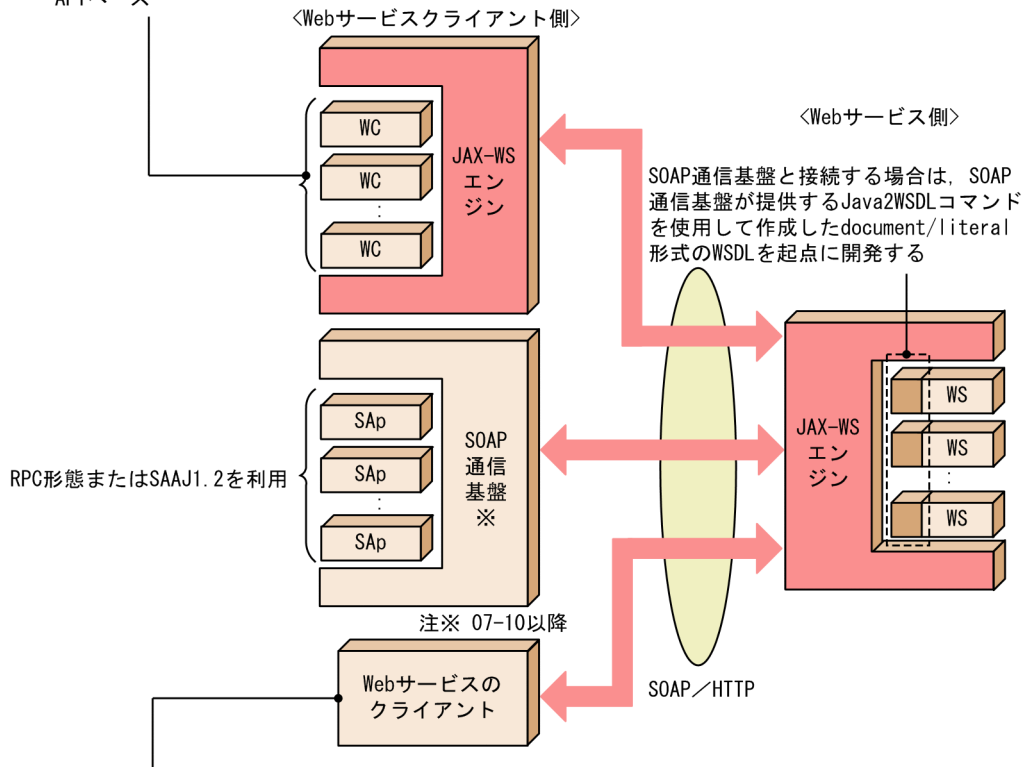 〈Webサービスクライアント側〉
WC
WC
:
WC
JAX-WS
エン
ジン
〈Webサービス側〉
SOAP通信基盤と接続する場合は, SOAP
通信基盤が提供するJava2WSDLコマンド
を使用して作成したdocument/literal
形式のWSDLを起点に開発する
RPC形態またはSAAJ1.2を利用
SAp
SAp
:
SAp
SOAP
通信
基盤
※
JAX-WS
エン
ジン
WS
WS
:
WS
注※ 07-10以降
Webサービスの
クライアント
SOAP／HTTP